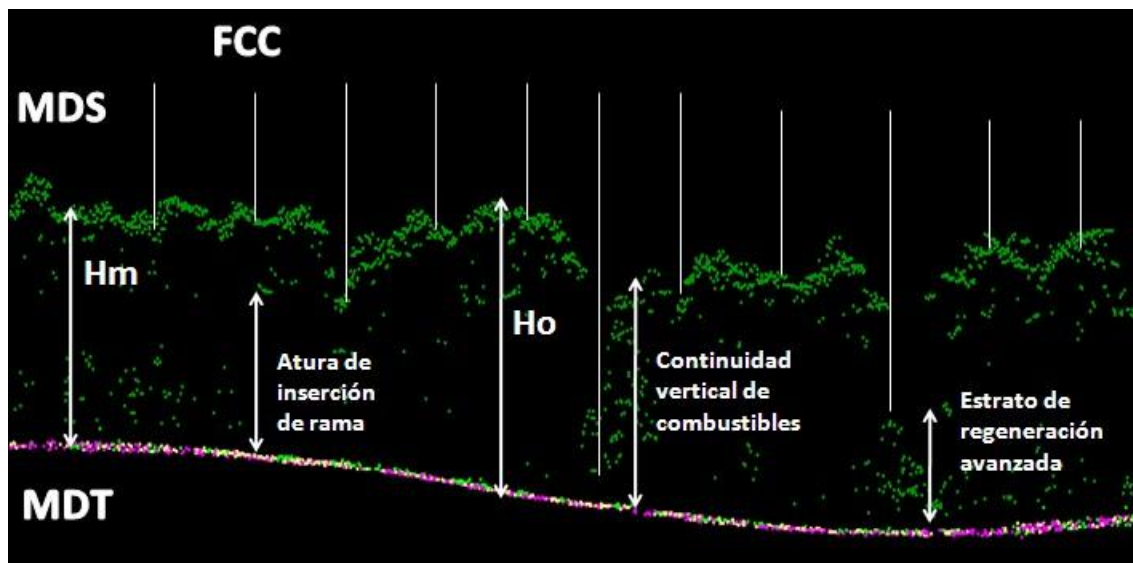 FCC
MDS
Hm
Atura de
inserción
de rama
Ho
Continuidad
vertical de
combustibles
Estrato de
regeneración
avanzada
MDT